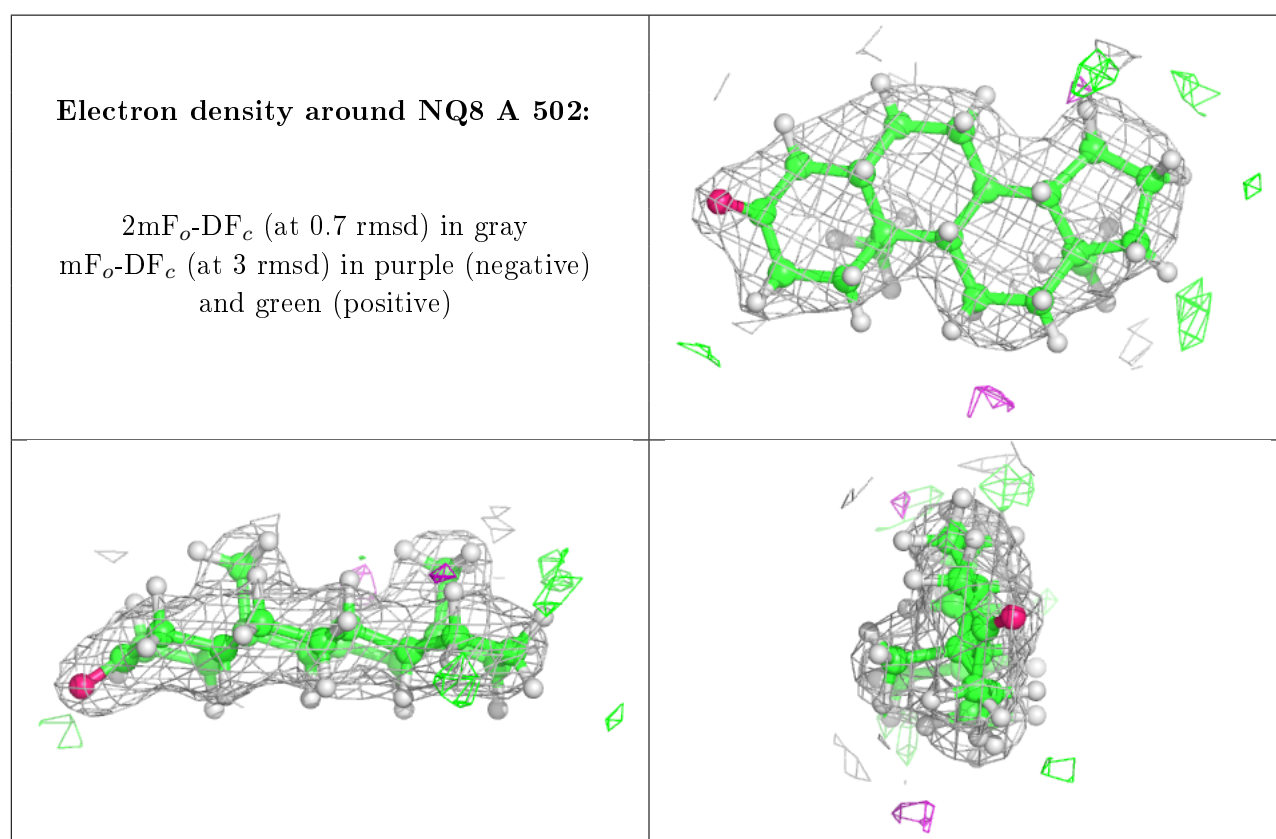 Electron density around NQ8 A 502:
2mFₒ-DF𝒸 (at 0.7 rmsd) in gray
mFₒ-DF𝒸 (at 3 rmsd) in purple (negative)
and green (positive)